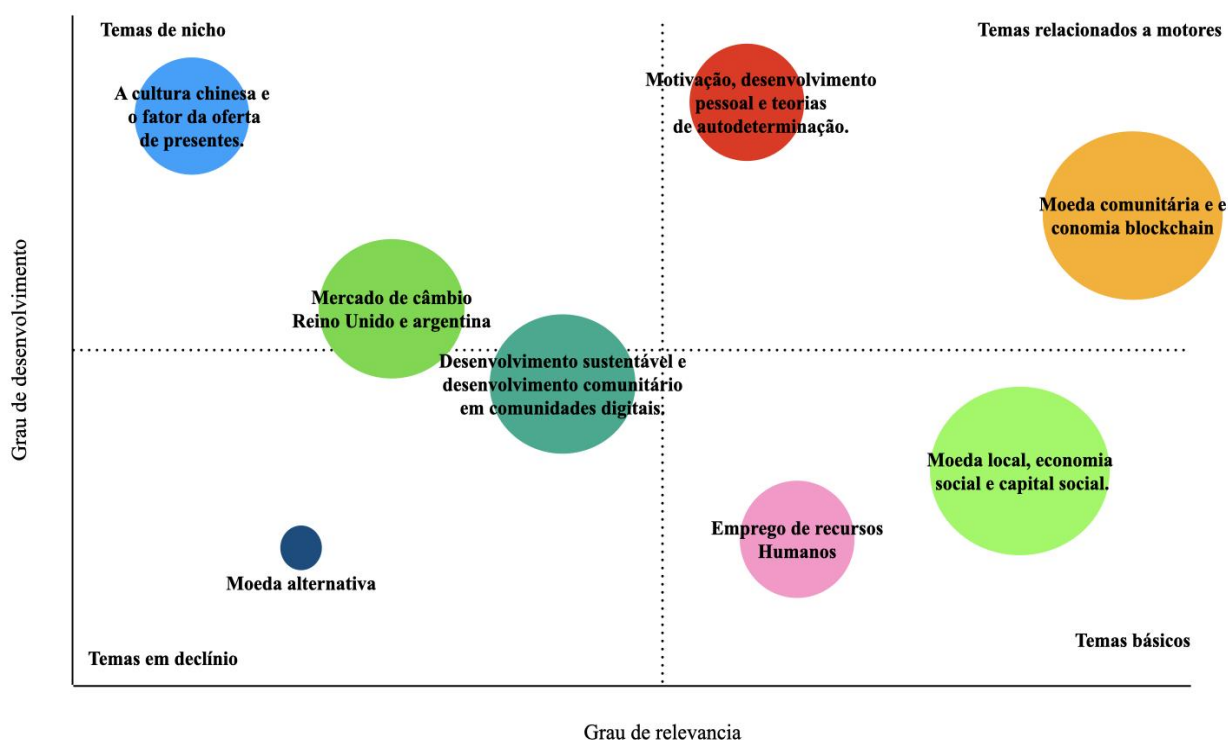 Temas de nicho
Temas relacionados a motores
A cultura chinesa e
o fator da oferta
de presentes.
Motivação, desenvolvimento
pessoal e teorias
de autodeterminação.
Moeda comunitária e e
conomia blockchain
Mercado de câmbio
Reino Unido e argentina
Desenvolvimento sustentável e
desenvolvimento comunitário
em comunidades digitais.
Moeda local, economia
social e capital social.
Emprego de recursos
Humanos
Moeda alternativa
Temas em declínio
Temas básicos
Grau de desenvolvimento
Grau de relevancia